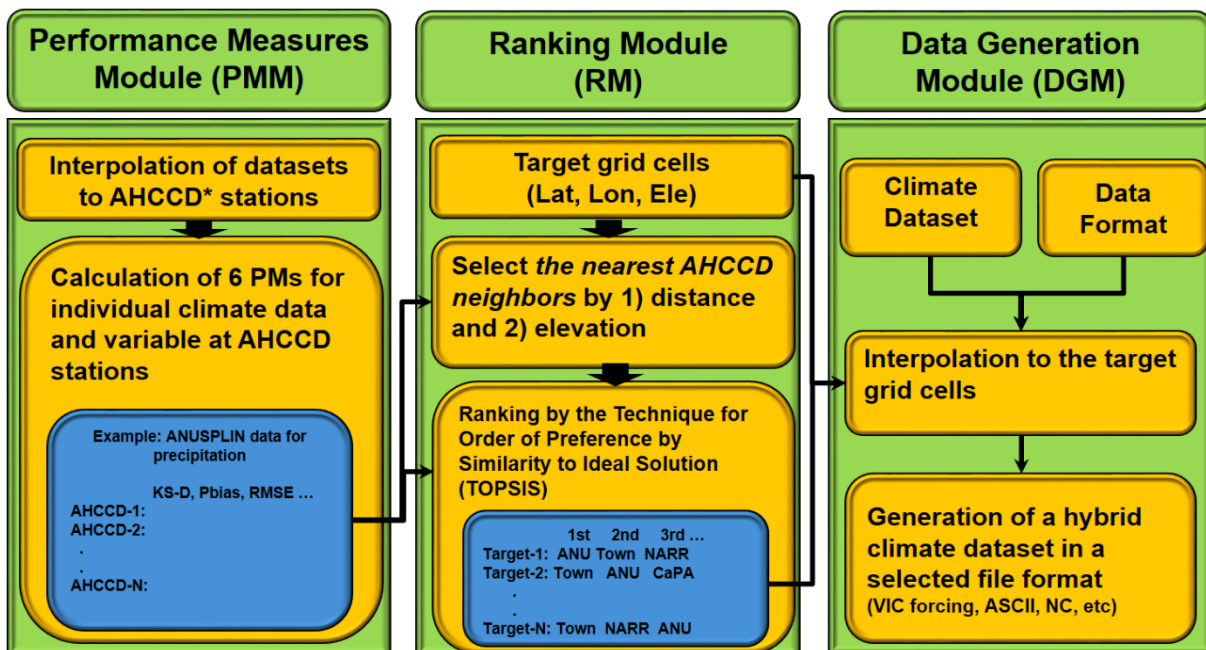 Performance Measures
Module (PMM)
Interpolation of datasets
to AHCCD* stations
Calculation of 6 PMs for
individual climate data
and variable at AHCCD
stations
Example: ANUSPLIN data for
precipitation
KS-D, Pbias, RMSE ...
AHCCD-1:
AHCCD-2:
.
.
AHCCD-N:
Ranking Module
(RM)
Target grid cells
(Lat, Lon, Ele)
Select the nearest AHCCD
neighbors by 1) distance
and 2) elevation
Ranking by the Technique for
Order of Preference by
Similarity to Ideal Solution
(TOPSIS)
1st 2nd 3rd ...
Target-1: ANU Town NARR
Target-2: Town ANU CaPA
.
.
Target-N: Town NARR ANU
Data Generation
Module (DGM)
Climate
Dataset
Data
Format
Interpolation to the target
grid cells
Generation of a hybrid
climate dataset in a
selected file format
(VIC forcing, ASCII, NC, etc)